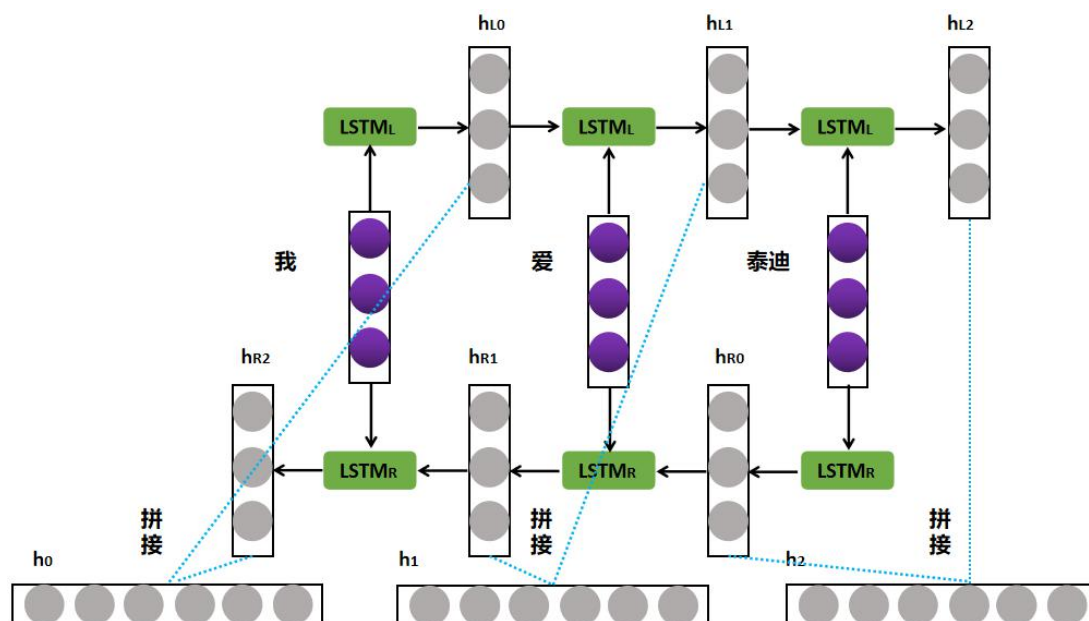 hL0 hL1 hL2
LSTML LSTML LSTML
我 爱 泰迪
hR2 hR1 hR0
LSTMR LSTMR LSTMR
拼接 拼接 拼接
h0 h1 h2